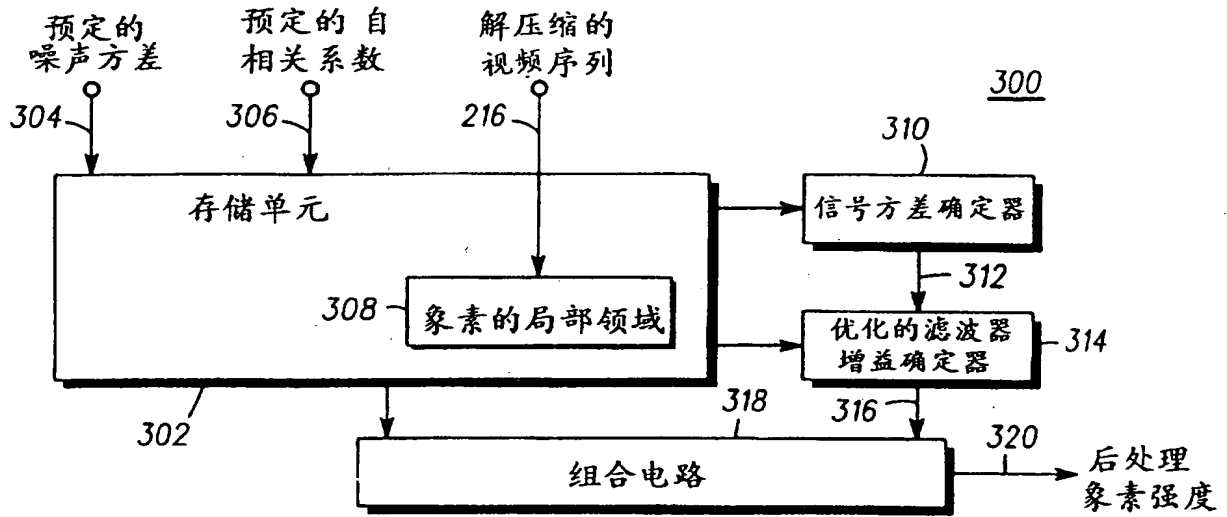 预定的
噪声方差
预定的 自
相关系数
解压缩的
视频序列
300
304
306
216
310
存储单元
信号方差确定器
312
308
象素的局部领域
优化的滤波器
增益确定器
314
302
318
316
320
组合电路
后处理
象素强度